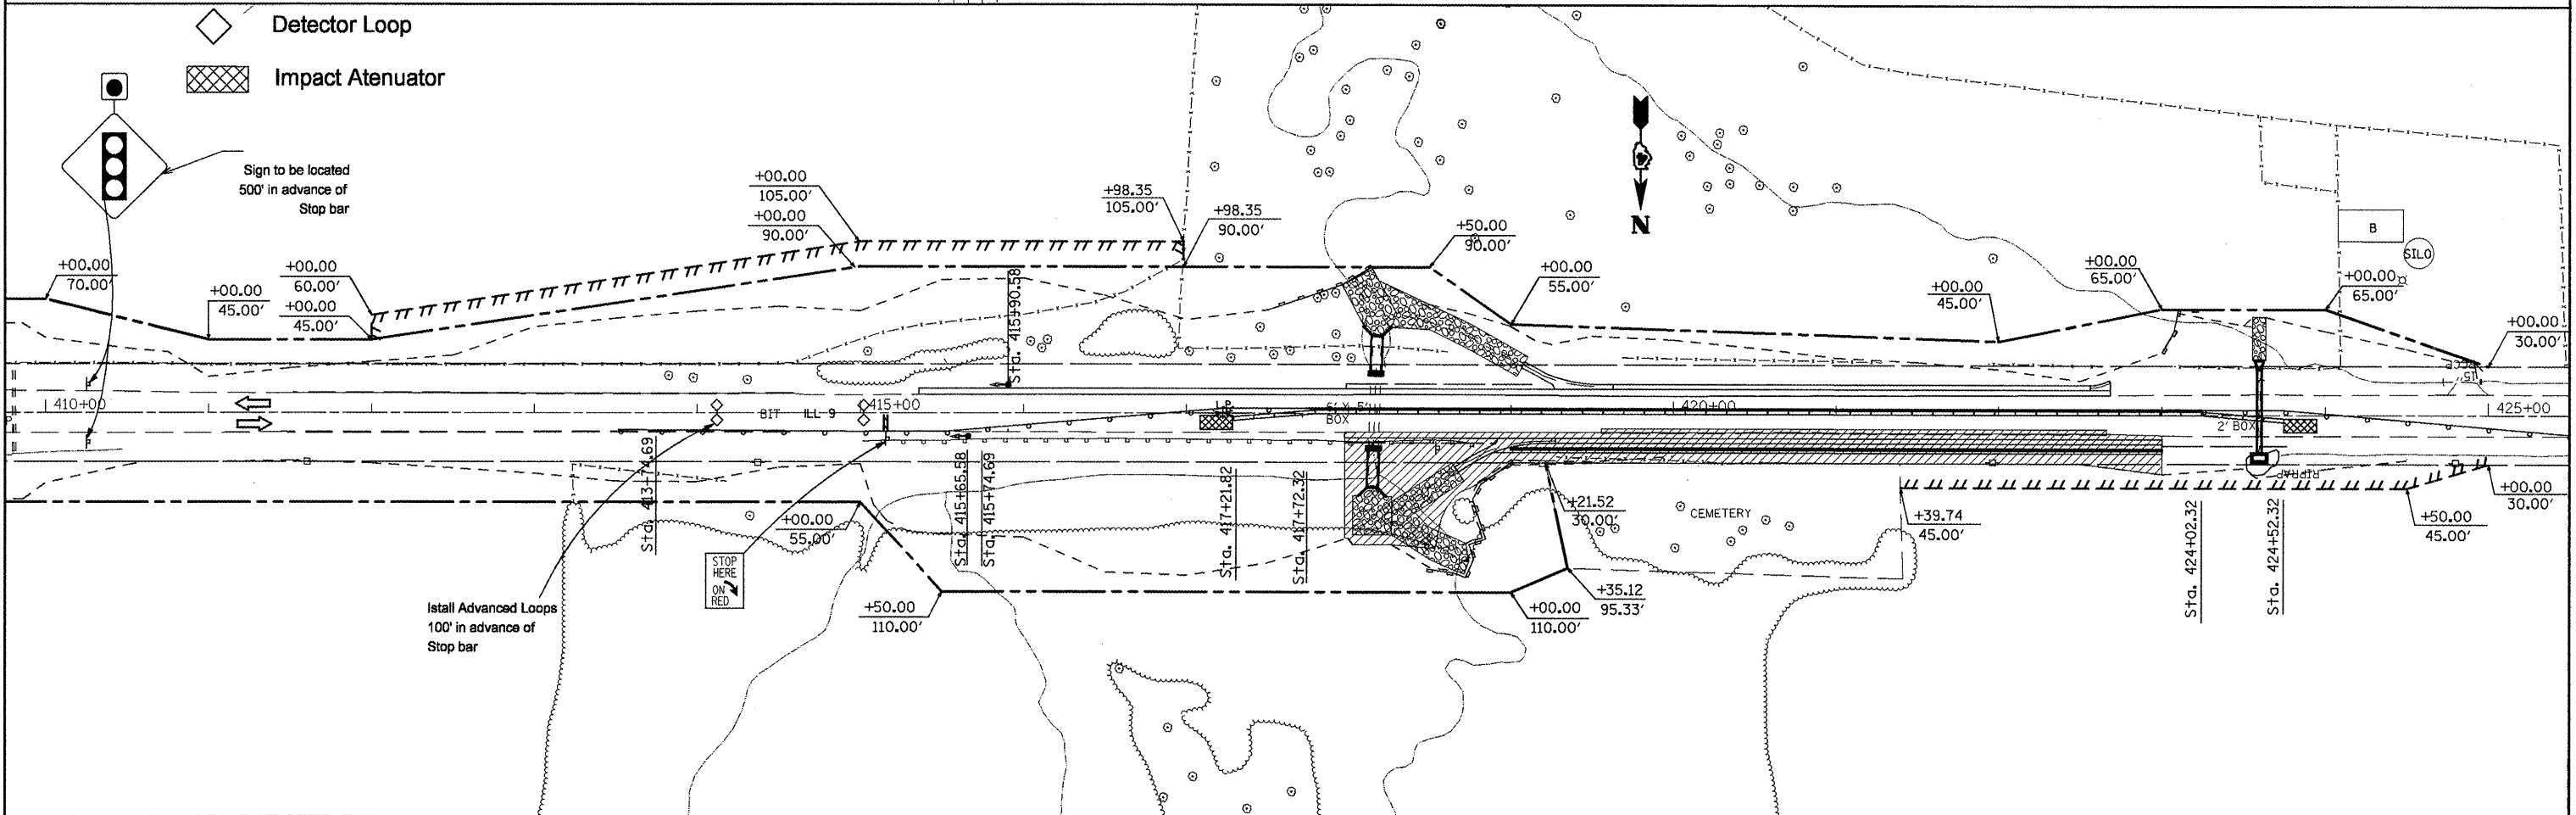 Detector Loop
Impact Atenuator
Sign to be located
500' in advance of
Stop bar
N
+00.00
70.00'
+00.00
45.00'
+00.00
60.00'
+00.00
45.00'
+00.00
105.00'
+00.00
90.00'
+98.35
105.00'
+98.35
90.00'
+50.00
90.00'
+00.00
55.00'
+00.00
45.00'
+00.00
65.00'
+00.00
65.00'
+00.00
30.00'
B
SILO
Sta. 415+90.58
410+00
BIT
ILL 9
415+00
6' X 5'
BOX
420+00
2' BOX
425+00
15"
RCCP
RIPRAP
Sta. 413+74.69
Sta. 415+65.58
Sta. 415+74.69
Sta. 417+21.82
Sta. 417+72.32
Sta. 424+02.32
Sta. 424+52.32
+00.00
55.00'
+50.00
110.00'
+21.52
30.00'
CEMETERY
+35.12
95.33'
+00.00
110.00'
+39.74
45.00'
+50.00
45.00'
+00.00
30.00'
STOP
HERE
ON
RED
Istall Advanced Loops
100' in advance of
Stop bar